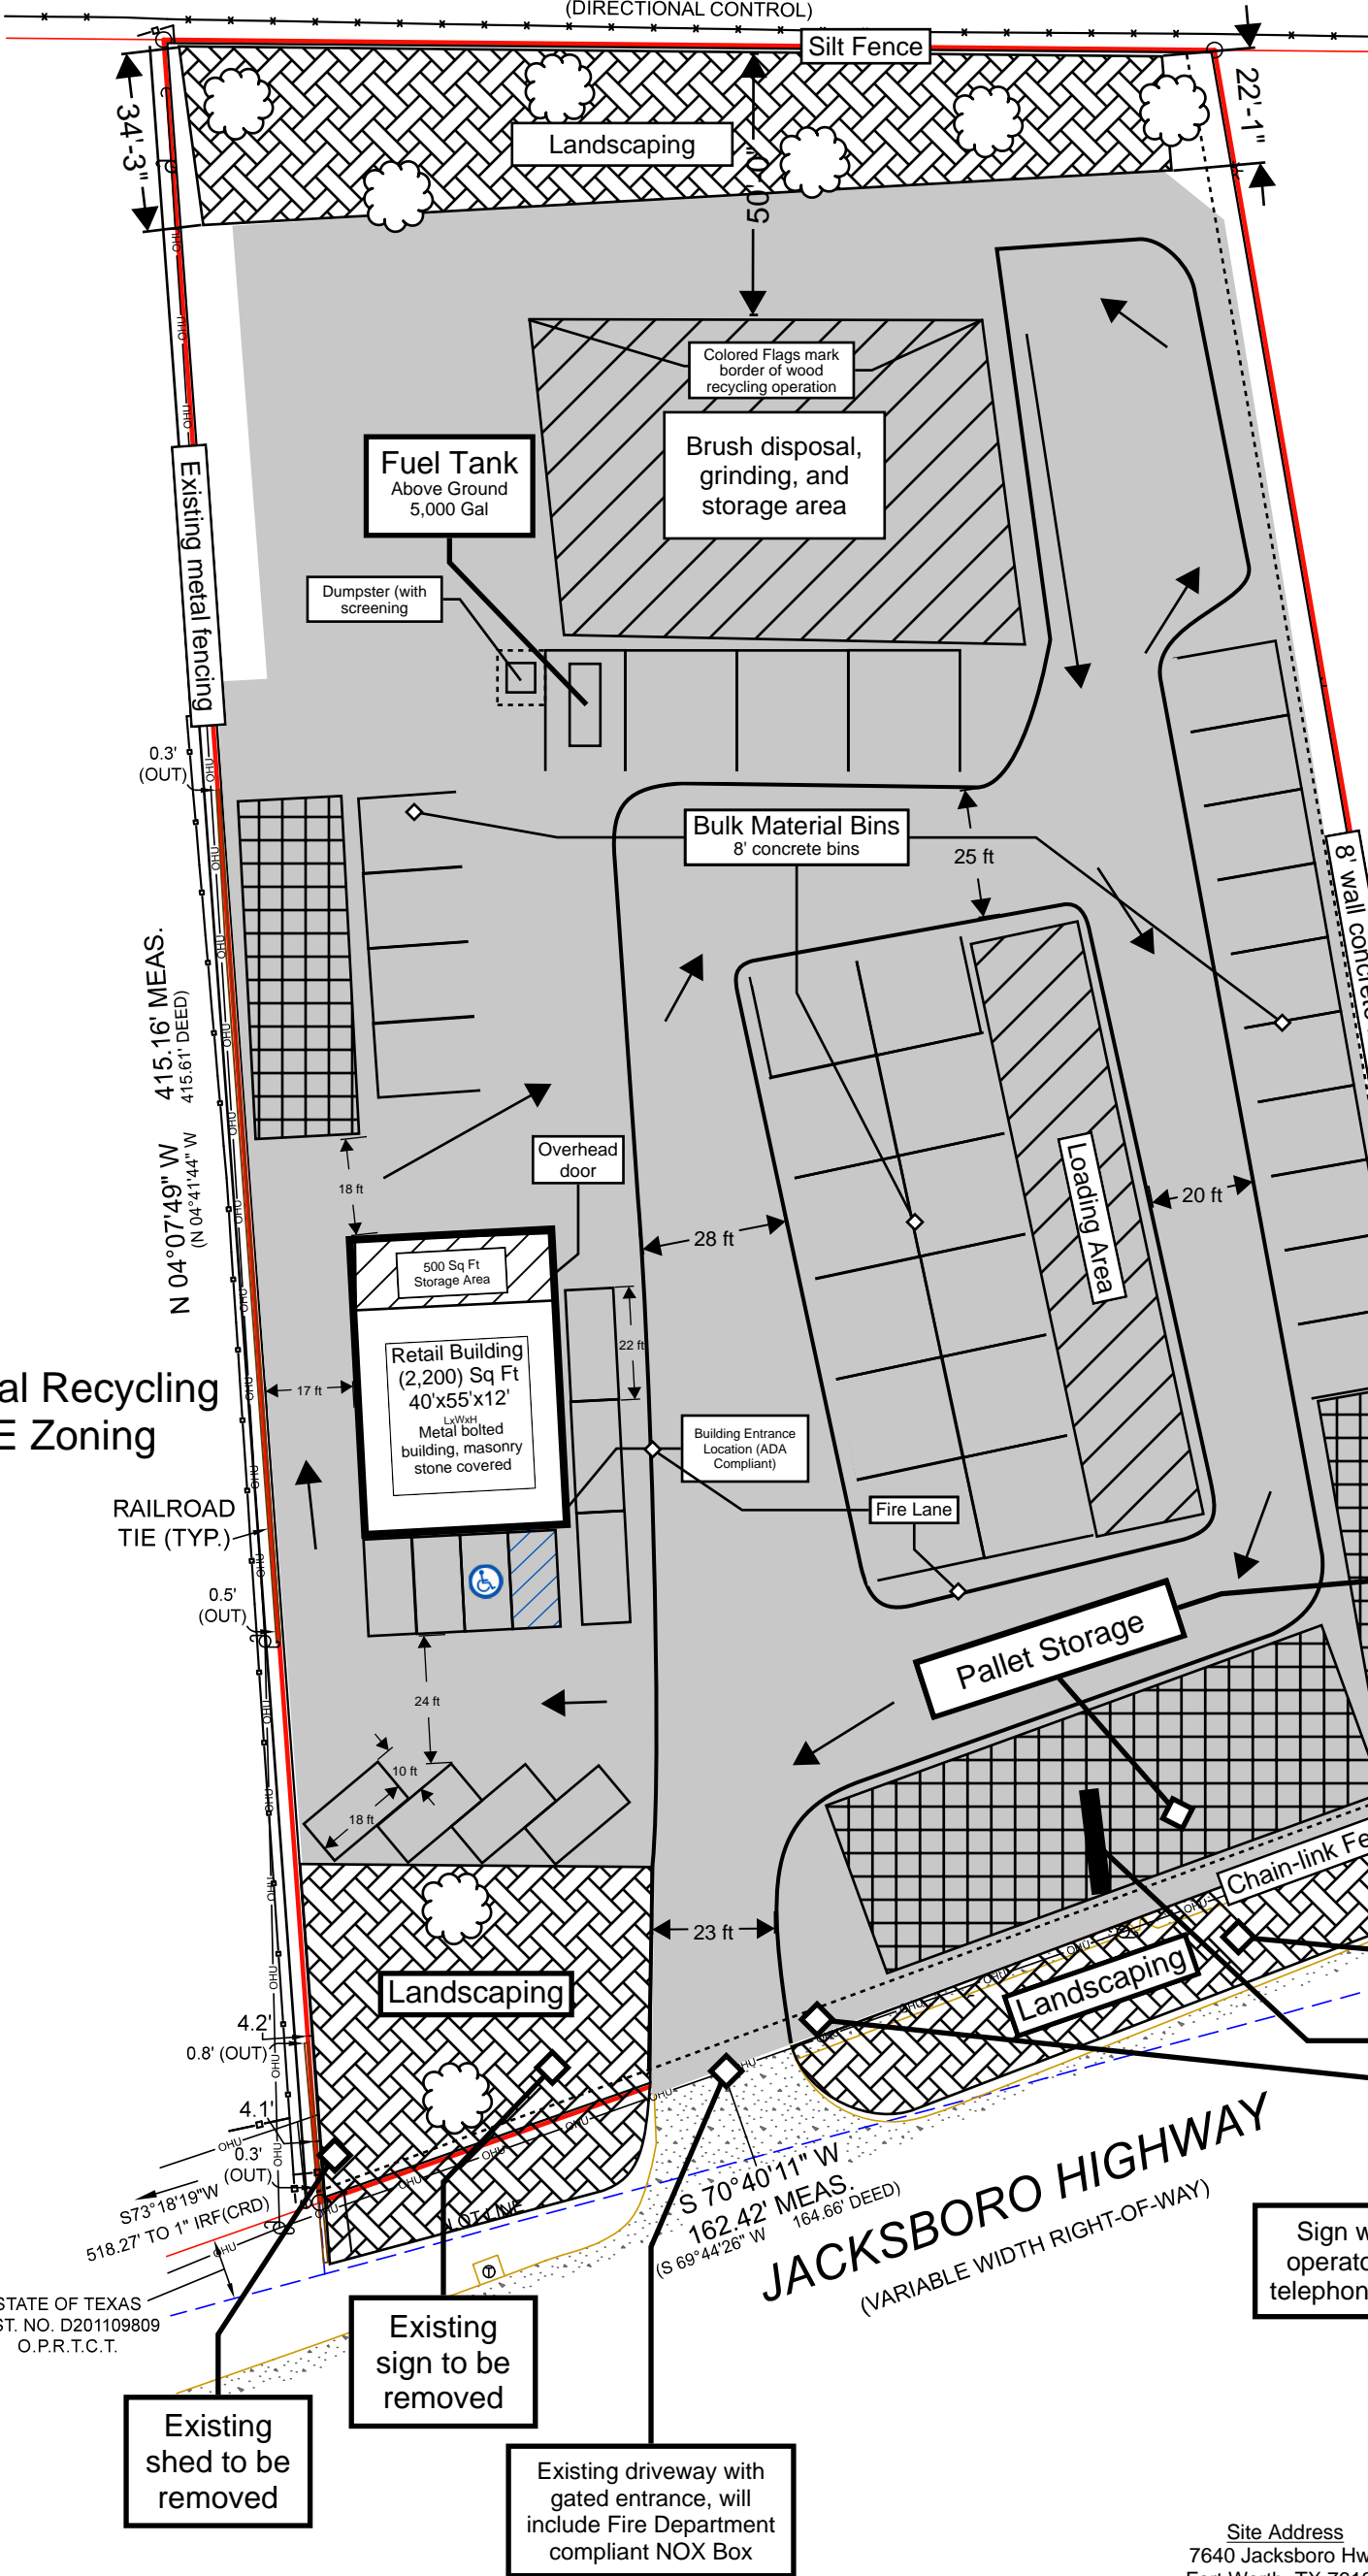 (DIRECTIONAL CONTROL)
Silt Fence
34'-3"
22'-1"
Landscaping
50'-0"
Colored Flags mark
border of wood
recycling operation
Brush disposal,
grinding, and
storage area
Fuel Tank
Above Ground
5,000 Gal
Dumpster (with
screening
Existing metal fencing
0.3'
(OUT)
Bulk Material Bins
8' concrete bins
25 ft
8' wall concrete
415.16' MEAS.
415.61' DEED)
N 04°07'49" W
(N 04°41'44" W
Overhead
door
18 ft
Loading Area
20 ft
28 ft
500 Sq Ft
Storage Area
22 ft
Retail Building
(2,200) Sq Ft
40'x55'x12'
LxWxH
Metal bolted
building, masonry
stone covered
17 ft
al Recycling
E Zoning
Building Entrance
Location (ADA
Compliant)
Fire Lane
RAILROAD
TIE (TYP.)
0.5'
(OUT)
Pallet Storage
24 ft
10 ft
18 ft
Chain-link Fe
23 ft
Landscaping
Landscaping
4.2'
0.8' (OUT)
4.1'
0.3'
(OUT)
OHU
S73°18'19"W
518.27' TO 1" IRF(CRD)
LOT LINE
S 70°40'11" W
162.42' MEAS.
(S 69°44'26" W 164.66' DEED)
JACKSBORO HIGHWAY
(VARIABLE WIDTH RIGHT-OF-WAY)
STATE OF TEXAS
ST. NO. D201109809
O.P.R.T.C.T.
Sign w
operato
telephon
Existing
sign to be
removed
Existing
shed to be
removed
Existing driveway with
gated entrance, will
include Fire Department
compliant NOX Box
Site Address
7640 Jacksboro Hw
Fort Worth, TX